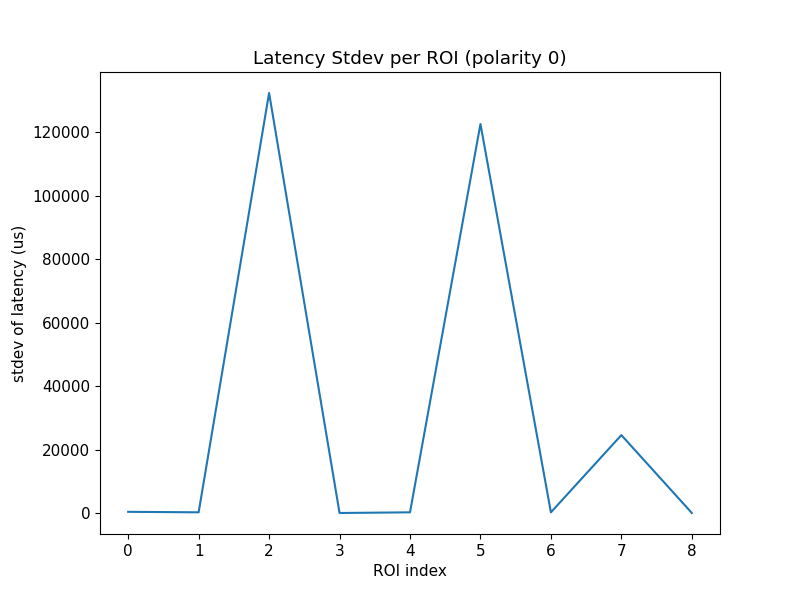 Latency Stdev per ROI (polarity 0)
120000
100000
80000
60000
40000
20000
0
stdev of latency (us)
0 1 2 3 4 5 6 7 8
ROI index